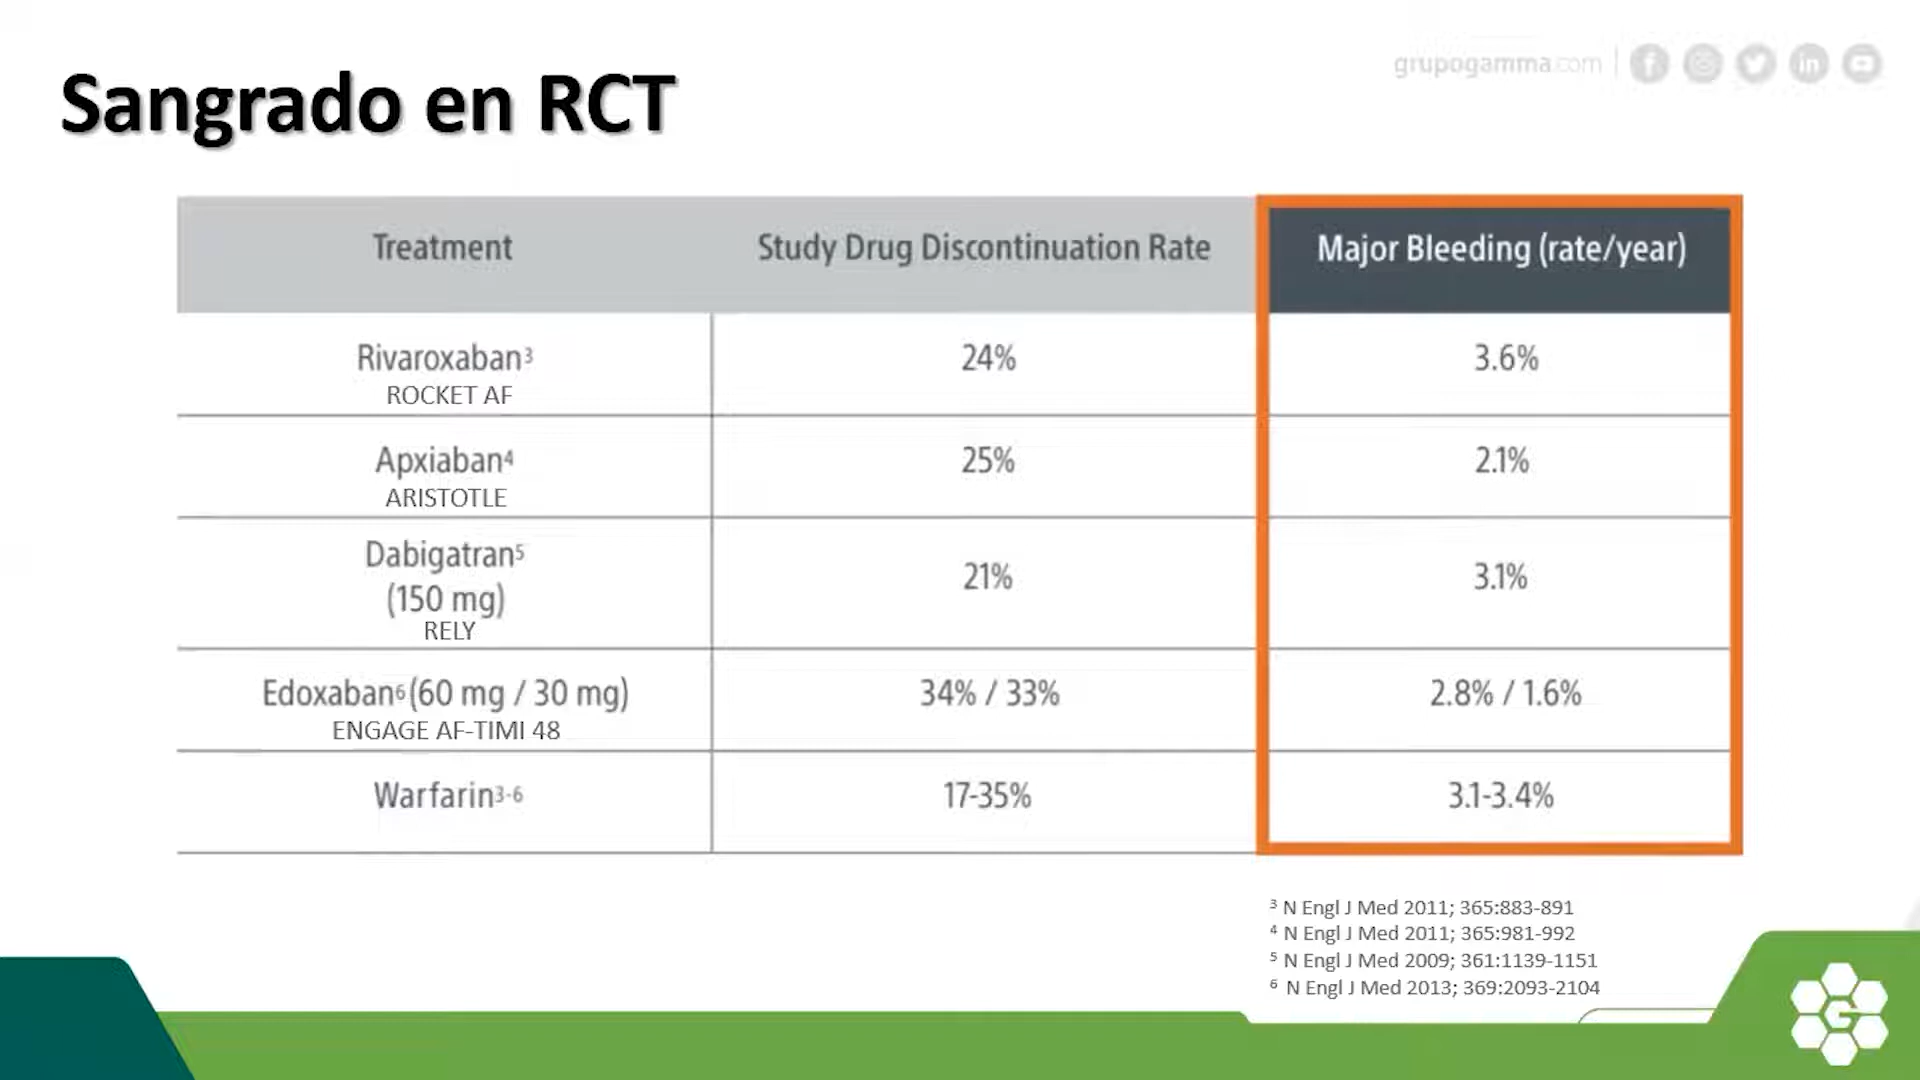 grupogamma.com
Sangrado en RCT
Treatment Study Drug Discontinuation Rate Major Bleeding (rate/year)
Rivaroxaban³ 24% 3.6%
ROCKET AF
Apxiaban⁴ 25% 2.1%
ARISTOTLE
Dabigatran⁵
(150 mg) 21% 3.1%
RELY
Edoxaban⁶ (60 mg / 30 mg) 34% / 33% 2.8% / 1.6%
ENGAGE AF-TIMI 48
Warfarin³⁻⁶ 17-35% 3.1-3.4%
³ N Engl J Med 2011; 365:883-891
⁴ N Engl J Med 2011; 365:981-992
⁵ N Engl J Med 2009; 361:1139-1151
⁶ N Engl J Med 2013; 369:2093-2104
G